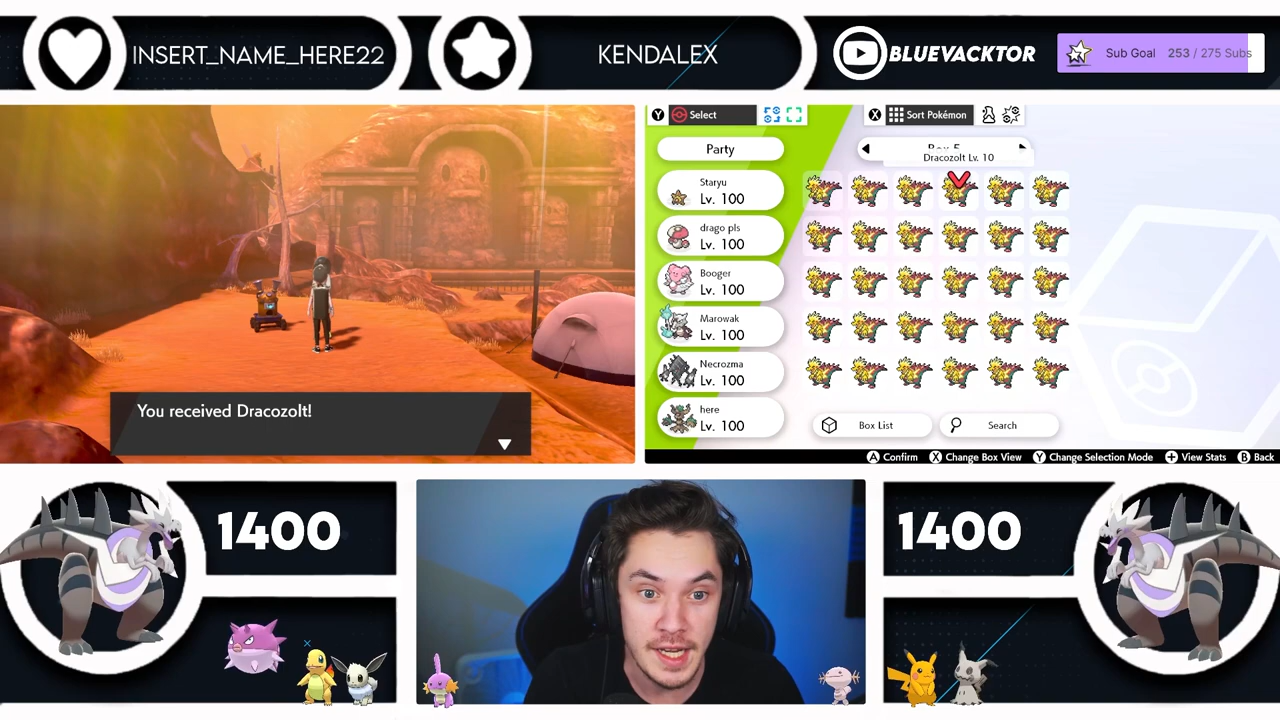 INSERT_NAME_HERE22
KENDALEX
BLUEVACKTOR
Sub Goal 253 / 275 Subs
Y Select
X Sort Pokémon
Party
Dracozolt Lv. 10
Staryu
Lv. 100
drago pls
Lv. 100
Booger
Lv. 100
Marowak
Lv. 100
Necrozma
Lv. 100
here
Lv. 100
You received Dracozolt!
Box List
Search
A Confirm X Change Box View Y Change Selection Mode + View Stats B Back
1400
1400